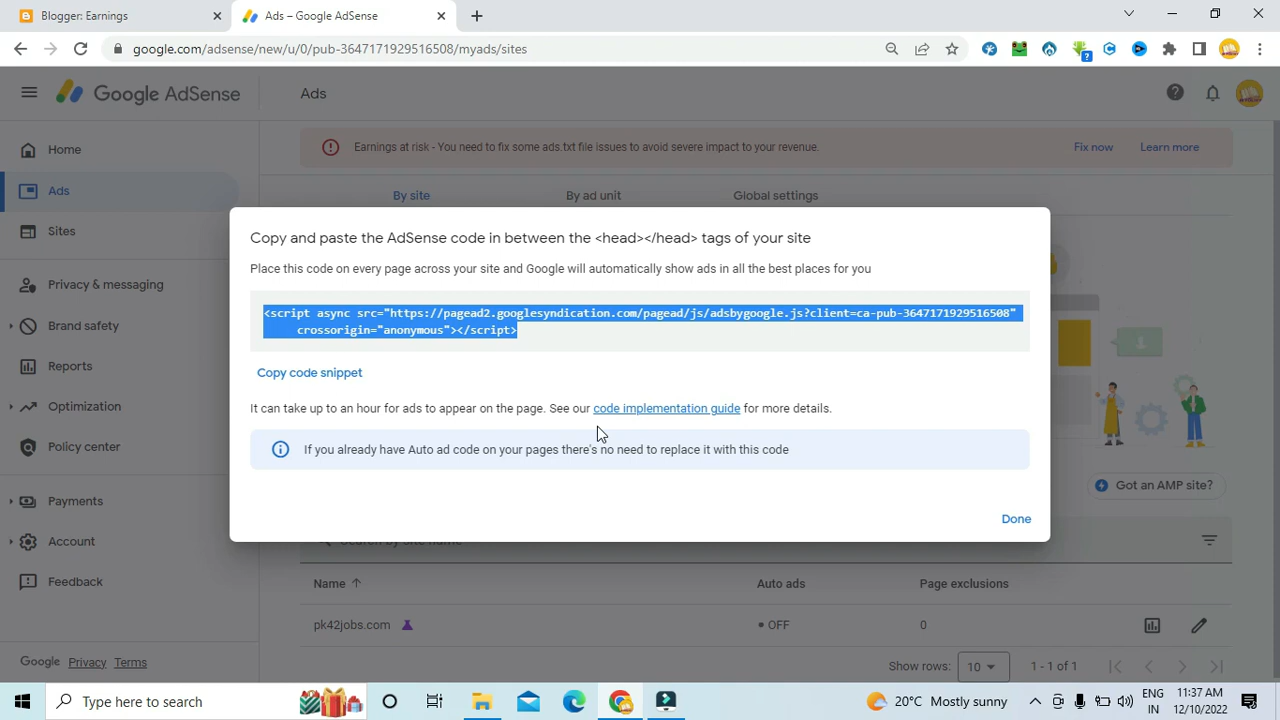 Blogger: Earnings
Ads – Google AdSense
google.com/adsense/new/u/0/pub-3647171929516508/myads/sites
Google AdSense
Ads
Home
Ads
Sites
Privacy & messaging
Brand safety
Reports
Optimization
Policy center
Payments
Account
Feedback
Google Privacy Terms
Earnings at risk - You need to fix some ads.txt file issues to avoid severe impact to your revenue.
Fix now
Learn more
By site
By ad unit
Global settings
Copy and paste the AdSense code in between the <head></head> tags of your site
Place this code on every page across your site and Google will automatically show ads in all the best places for you
<script async src="https://pagead2.googlesyndication.com/pagead/js/adsbygoogle.js?client=ca-pub-3647171929516508"
crossorigin="anonymous"></script>
Copy code snippet
It can take up to an hour for ads to appear on the page. See our code implementation guide for more details.
If you already have Auto ad code on your pages there's no need to replace it with this code
Done
Got an AMP site?
Search by site name
Name
Auto ads
Page exclusions
pk42jobs.com
OFF
0
Show rows:
10
1 - 1 of 1
Type here to search
20°C Mostly sunny
ENG
IN
11:37 AM
12/10/2022